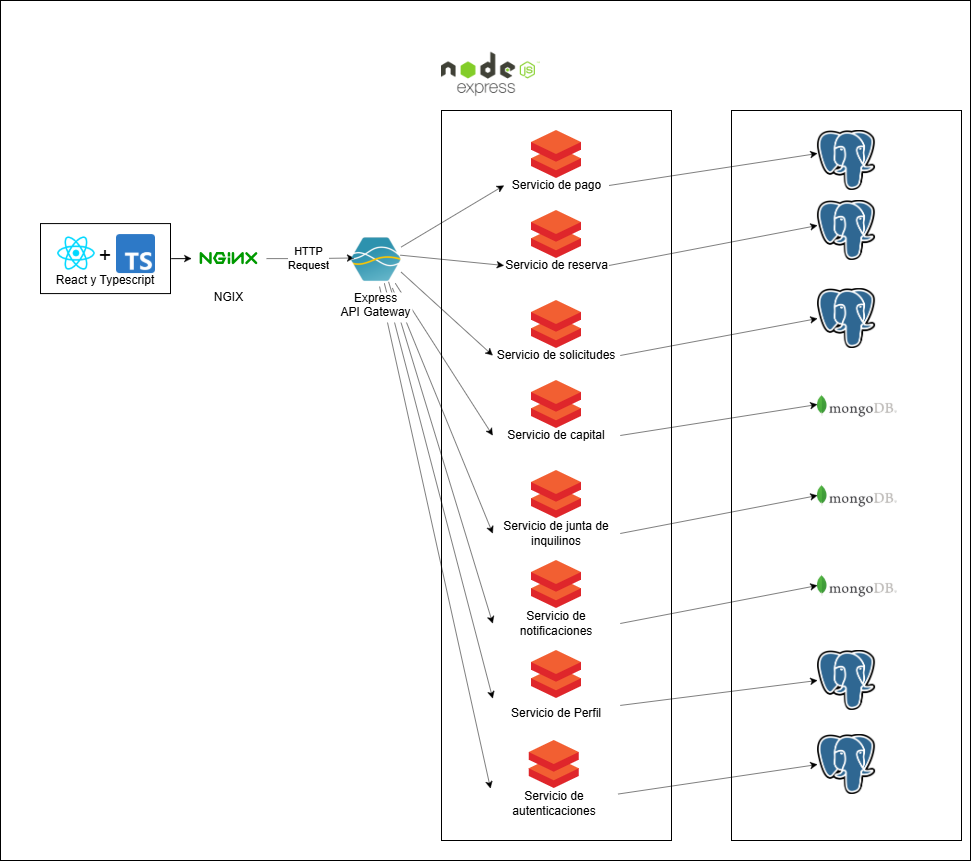 node
JS
express
Servicio de pago
Servicio de reserva
TS
React y Typescript
+
NGINX
NGIX
HTTP
Request
Express
API Gateway
Servicio de solicitudes
Servicio de capital
mongoDB.
Servicio de junta de
inquilinos
mongoDB.
Servicio de
notificaciones
mongoDB.
Servicio de Perfil
Servicio de
autenticaciones